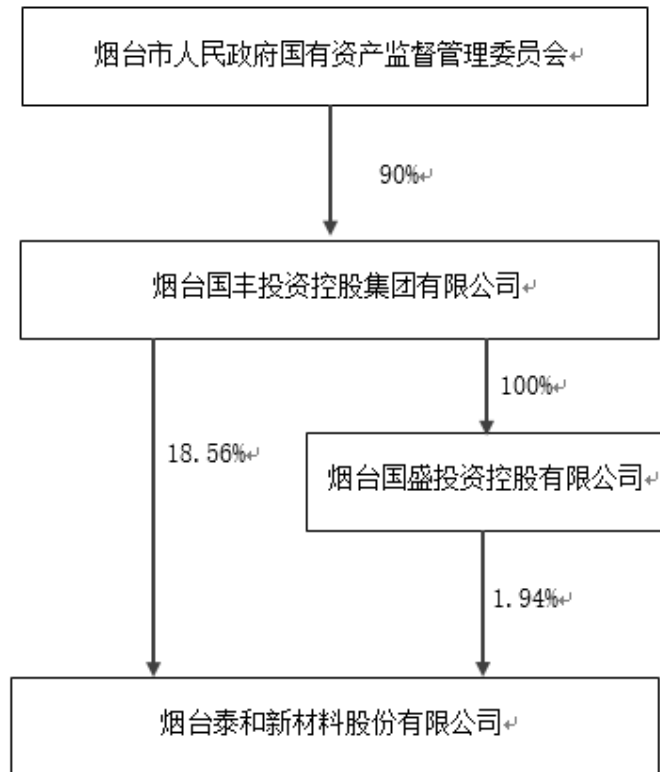 烟台市人民政府国有资产监督管理委员会↵
90%↵
烟台国丰投资控股集团有限公司↵
100%↵
18.56%↵
烟台国盛投资控股有限公司↵
1.94%↵
烟台泰和新材料股份有限公司↵